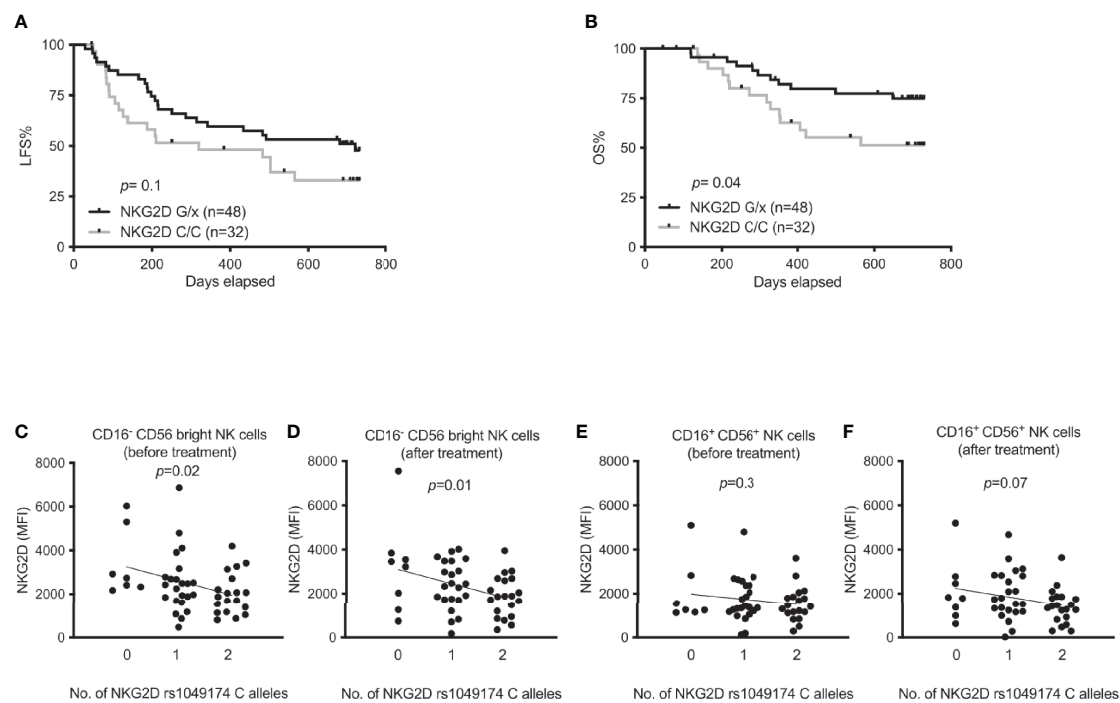 A
100
75
50
25
0
LFS%
p= 0.1
NKG2D G/x (n=48)
NKG2D C/C (n=32)
0 200 400 600 800
Days elapsed
B
100
75
50
25
0
OS%
p= 0.04
NKG2D G/x (n=48)
NKG2D C/C (n=32)
0 200 400 600 800
Days elapsed
C
CD16- CD56 bright NK cells
(before treatment)
p=0.02
8000
6000
4000
2000
0
NKG2D (MFI)
0 1 2
No. of NKG2D rs1049174 C alleles
D
CD16- CD56 bright NK cells
(after treatment)
p=0.01
8000
6000
4000
2000
0
NKG2D (MFI)
0 1 2
No. of NKG2D rs1049174 C alleles
E
CD16+ CD56+ NK cells
(before treatment)
p=0.3
8000
6000
4000
2000
0
NKG2D (MFI)
0 1 2
No. of NKG2D rs1049174 C alleles
F
CD16+ CD56+ NK cells
(after treatment)
p=0.07
8000
6000
4000
2000
0
NKG2D (MFI)
0 1 2
No. of NKG2D rs1049174 C alleles